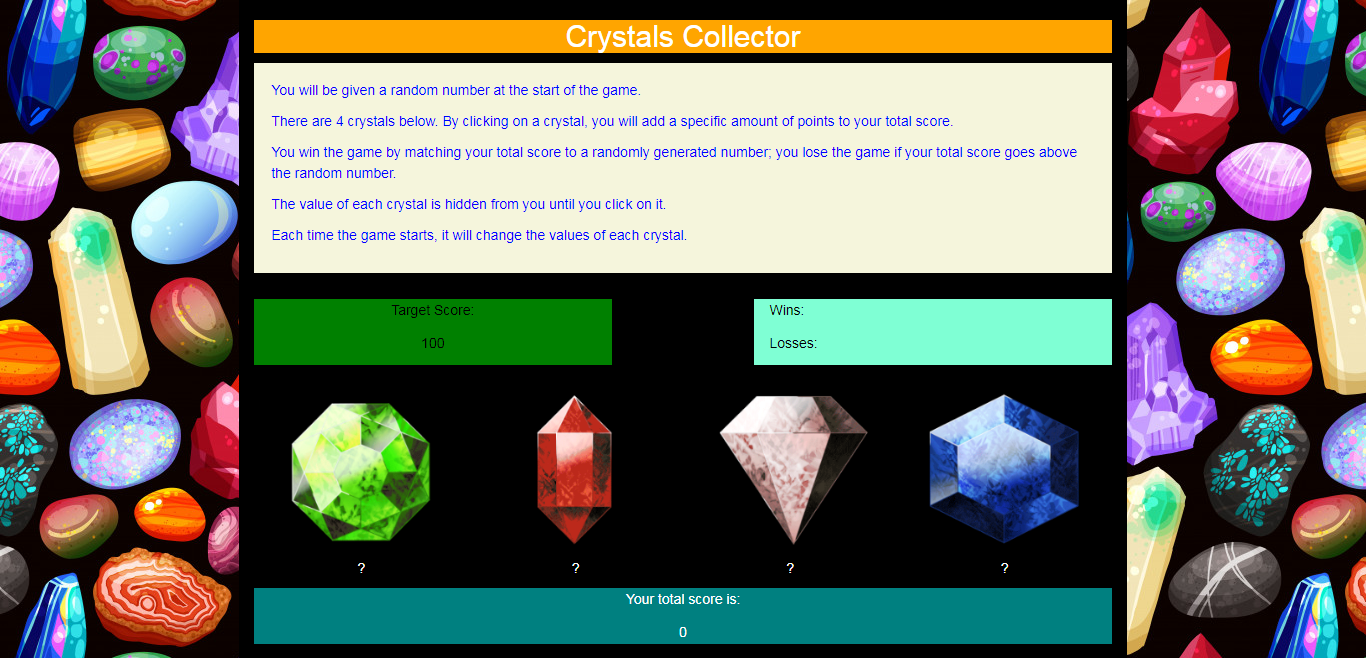 Crystals Collector
You will be given a random number at the start of the game.
There are 4 crystals below. By clicking on a crystal, you will add a specific amount of points to your total score.
You win the game by matching your total score to a randomly generated number; you lose the game if your total score goes above
the random number.
The value of each crystal is hidden from you until you click on it.
Each time the game starts, it will change the values of each crystal.
Target Score:
100
Wins:
Losses:
? ? ? ?
Your total score is:
0